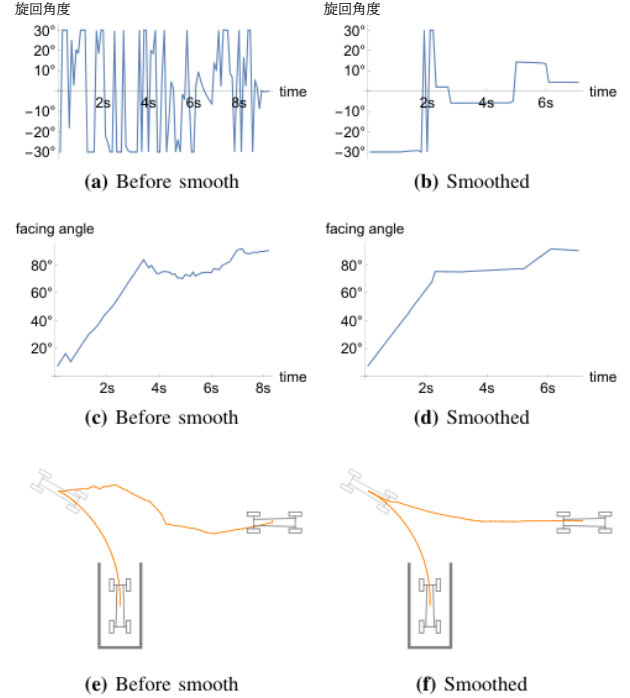 旋回角度
旋回角度
30°
20°
10°
−10°
−20°
−30°
2s 4s 6s 8s
time
30°
20°
10°
−10°
−20°
−30°
2s 4s 6s
time
(a) Before smooth
(b) Smoothed
facing angle
facing angle
80°
60°
40°
20°
2s 4s 6s 8s
time
80°
60°
40°
20°
2s 4s 6s
time
(c) Before smooth
(d) Smoothed
(e) Before smooth
(f) Smoothed